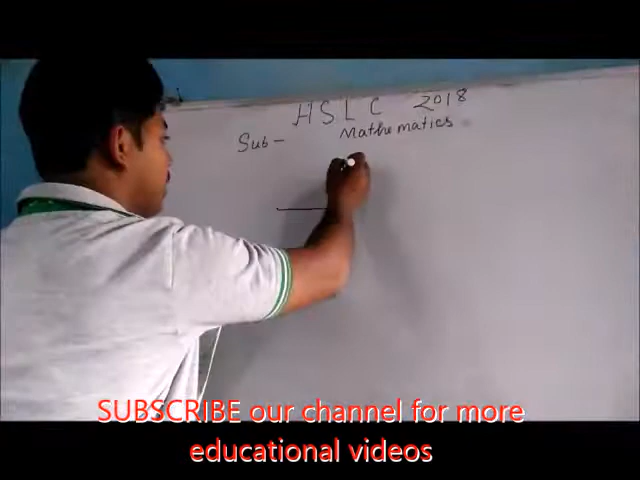 HSLC 2018
Sub - Mathematics
SUBSCRIBE our channel for more
educational videos